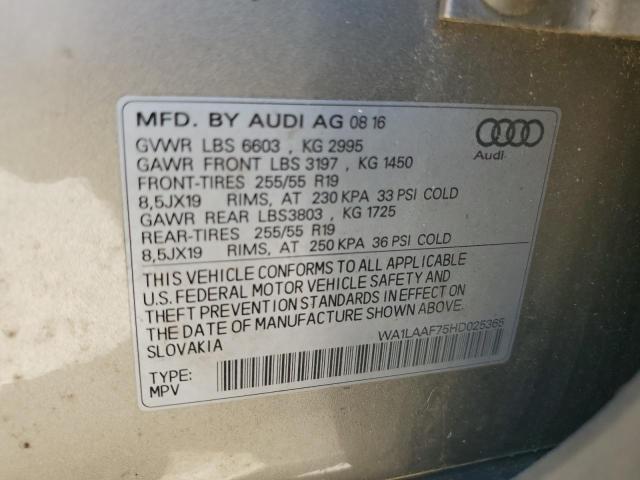 MFD. BY AUDI AG 08 16
Audi
GVWR LBS 6603 , KG 2995
GAWR FRONT LBS 3197 , KG 1450
FRONT-TIRES 255/55 R19
8,5JX19 RIMS, AT 230 KPA 33 PSI COLD
GAWR REAR LBS3803 , KG 1725
REAR-TIRES 255/55 R19
8,5JX19 RIMS, AT 250 KPA 36 PSI COLD
THIS VEHICLE CONFORMS TO ALL APPLICABLE
U.S. FEDERAL MOTOR VEHICLE SAFETY AND
THEFT PREVENTION STANDARDS IN EFFECT ON
THE DATE OF MANUFACTURE SHOWN ABOVE.
SLOVAKIA
WA1LAAF75HD025365
TYPE:
MPV